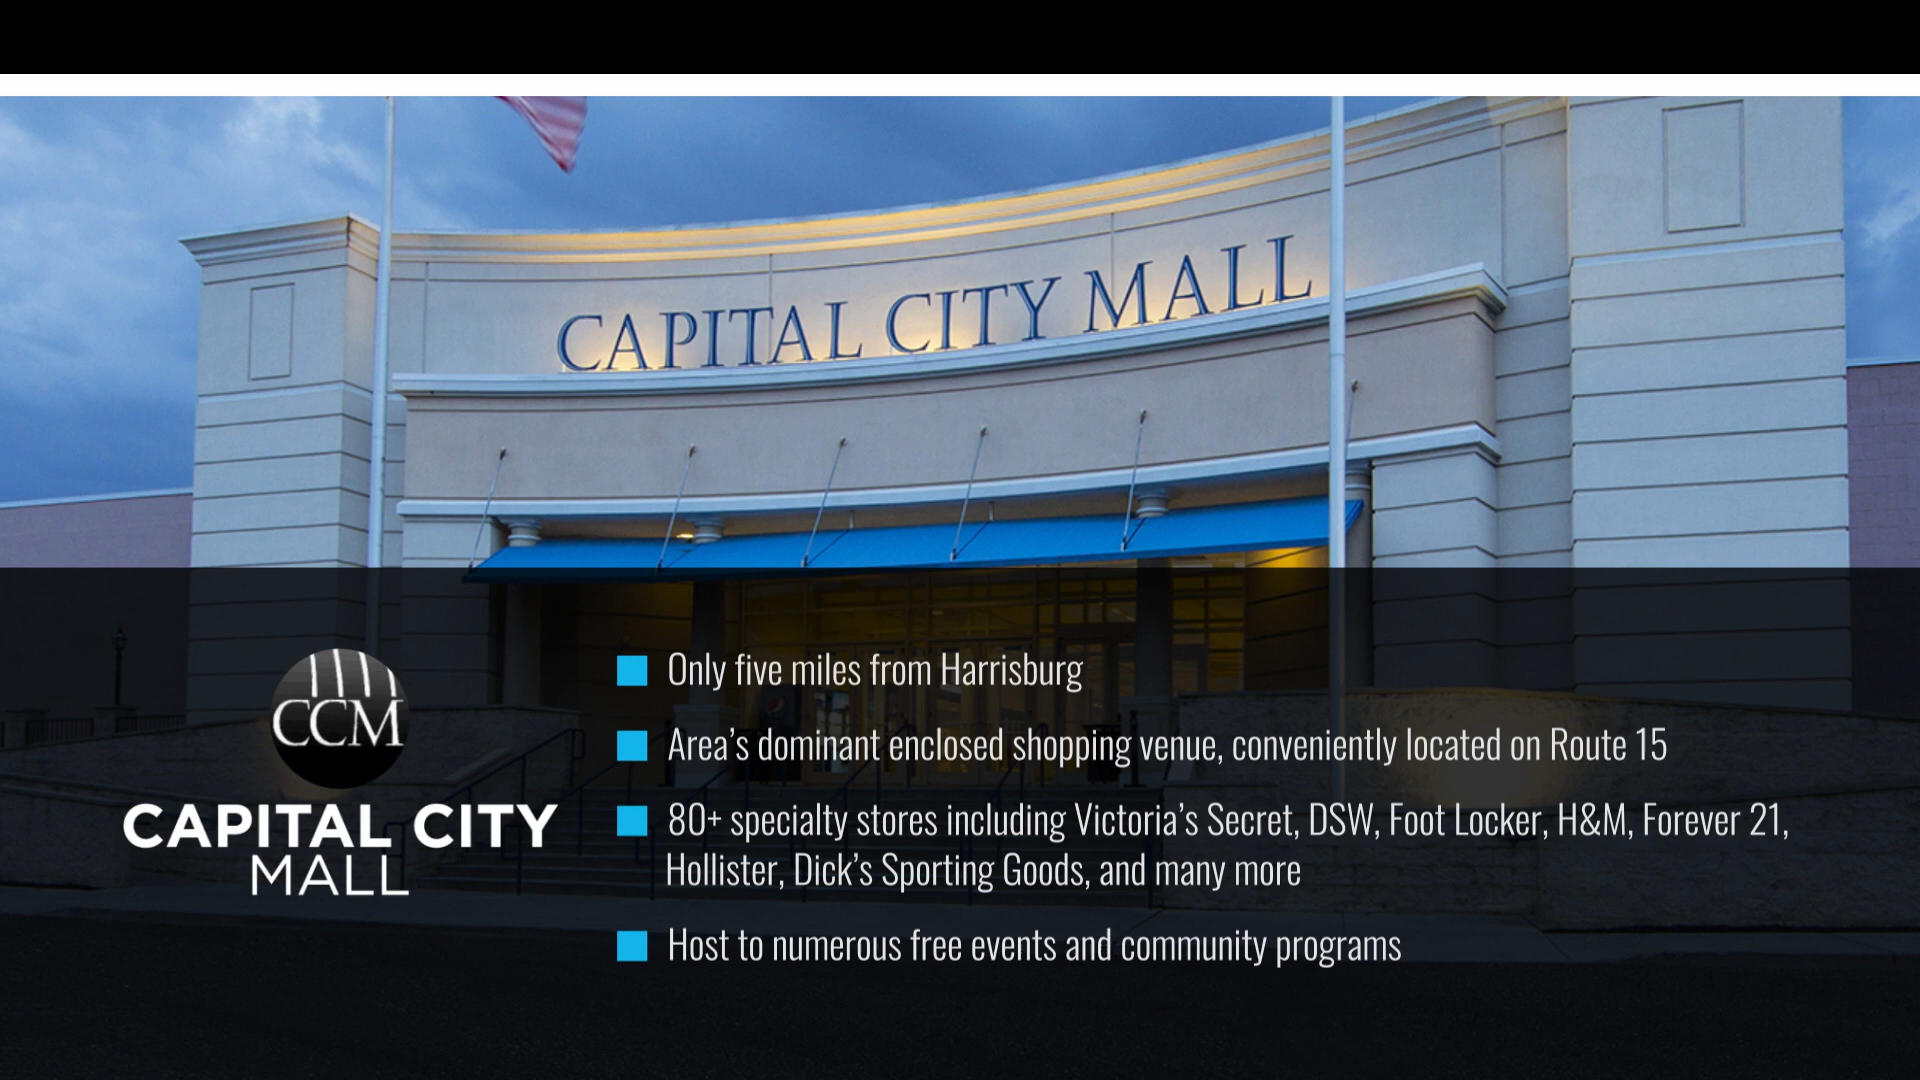 CAPITAL CITY MALL
CCM
CAPITAL CITY
MALL
Only five miles from Harrisburg
Area’s dominant enclosed shopping venue, conveniently located on Route 15
80+ specialty stores including Victoria’s Secret, DSW, Foot Locker, H&M, Forever 21,
Hollister, Dick’s Sporting Goods, and many more
Host to numerous free events and community programs